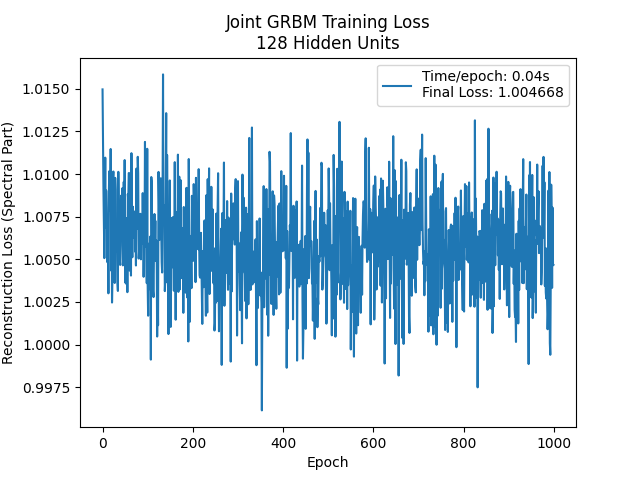 Joint GRBM Training Loss
128 Hidden Units
Time/epoch: 0.04s
Final Loss: 1.004668
Reconstruction Loss (Spectral Part)
1.0150
1.0125
1.0100
1.0075
1.0050
1.0025
1.0000
0.9975
0
200
400
600
800
1000
Epoch